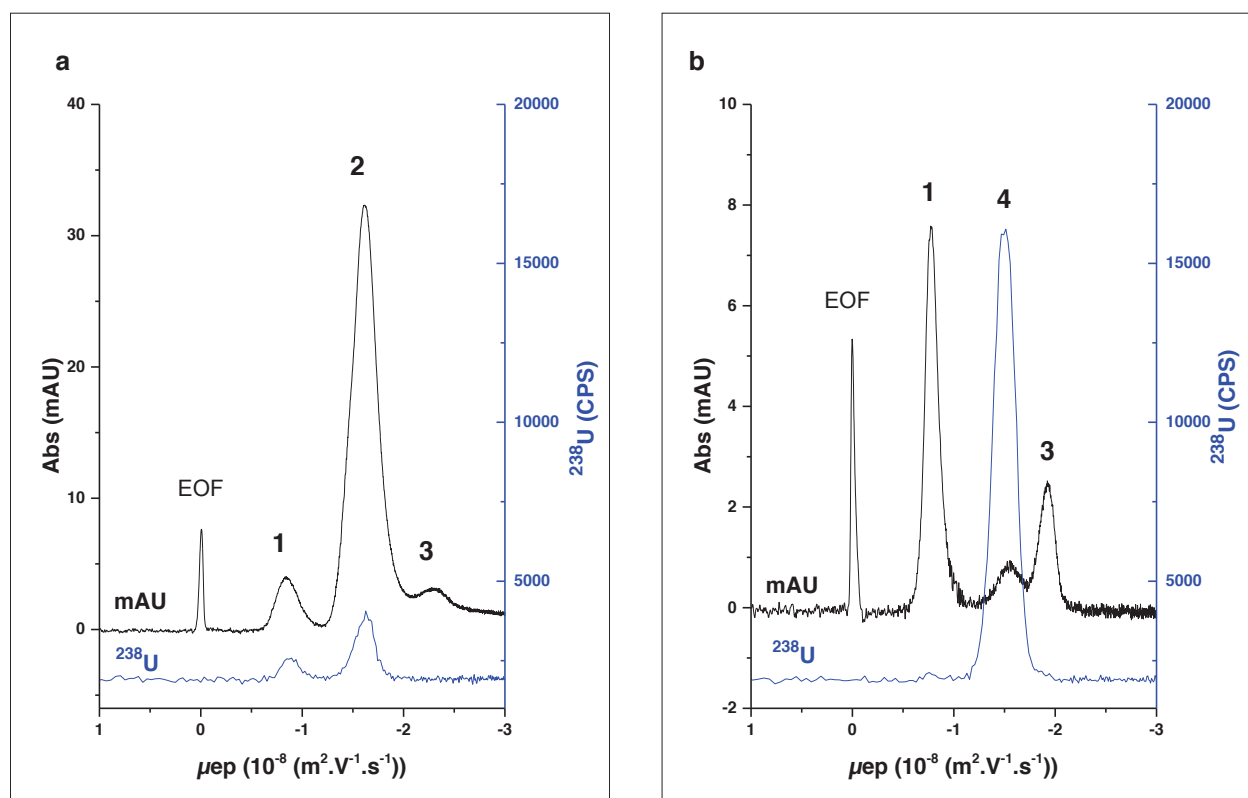 a
40
30
20
10
0
Abs (mAU)
20000
15000
10000
5000
²³⁸U (CPS)
EOF
1
2
3
mAU
²³⁸U
1
0
-1
-2
-3
µep (10⁻⁸ (m².V⁻¹.s⁻¹))
b
10
8
6
4
2
0
-2
Abs (mAU)
20000
15000
10000
5000
²³⁸U (CPS)
EOF
1
4
3
mAU
²³⁸U
1
0
-1
-2
-3
µep (10⁻⁸ (m².V⁻¹.s⁻¹))